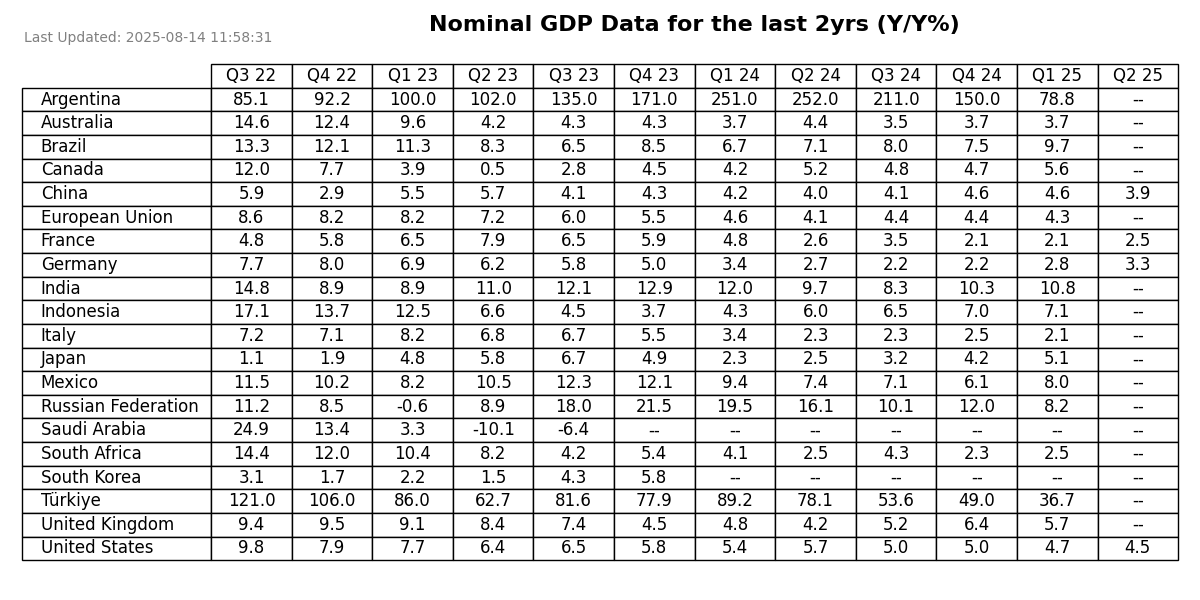 Nominal GDP Data for the last 2yrs (Y/Y%)
Last Updated: 2025-08-14 11:58:31
Q3 22 Q4 22 Q1 23 Q2 23 Q3 23 Q4 23 Q1 24 Q2 24 Q3 24 Q4 24 Q1 25 Q2 25
Argentina 85.1 92.2 100.0 102.0 135.0 171.0 251.0 252.0 211.0 150.0 78.8 --
Australia 14.6 12.4 9.6 4.2 4.3 4.3 3.7 4.4 3.5 3.7 3.7 --
Brazil 13.3 12.1 11.3 8.3 6.5 8.5 6.7 7.1 8.0 7.5 9.7 --
Canada 12.0 7.7 3.9 0.5 2.8 4.5 4.2 5.2 4.8 4.7 5.6 --
China 5.9 2.9 5.5 5.7 4.1 4.3 4.2 4.0 4.1 4.6 4.6 3.9
European Union 8.6 8.2 8.2 7.2 6.0 5.5 4.6 4.1 4.4 4.4 4.3 --
France 4.8 5.8 6.5 7.9 6.5 5.9 4.8 2.6 3.5 2.1 2.1 2.5
Germany 7.7 8.0 6.9 6.2 5.8 5.0 3.4 2.7 2.2 2.2 2.8 3.3
India 14.8 8.9 8.9 11.0 12.1 12.9 12.0 9.7 8.3 10.3 10.8 --
Indonesia 17.1 13.7 12.5 6.6 4.5 3.7 4.3 6.0 6.5 7.0 7.1 --
Italy 7.2 7.1 8.2 6.8 6.7 5.5 3.4 2.3 2.3 2.5 2.1 --
Japan 1.1 1.9 4.8 5.8 6.7 4.9 2.3 2.5 3.2 4.2 5.1 --
Mexico 11.5 10.2 8.2 10.5 12.3 12.1 9.4 7.4 7.1 6.1 8.0 --
Russian Federation 11.2 8.5 -0.6 8.9 18.0 21.5 19.5 16.1 10.1 12.0 8.2 --
Saudi Arabia 24.9 13.4 3.3 -10.1 -6.4 -- -- -- -- -- -- --
South Africa 14.4 12.0 10.4 8.2 4.2 5.4 4.1 2.5 4.3 2.3 2.5 --
South Korea 3.1 1.7 2.2 1.5 4.3 5.8 -- -- -- -- -- --
Türkiye 121.0 106.0 86.0 62.7 81.6 77.9 89.2 78.1 53.6 49.0 36.7 --
United Kingdom 9.4 9.5 9.1 8.4 7.4 4.5 4.8 4.2 5.2 6.4 5.7 --
United States 9.8 7.9 7.7 6.4 6.5 5.8 5.4 5.7 5.0 5.0 4.7 4.5